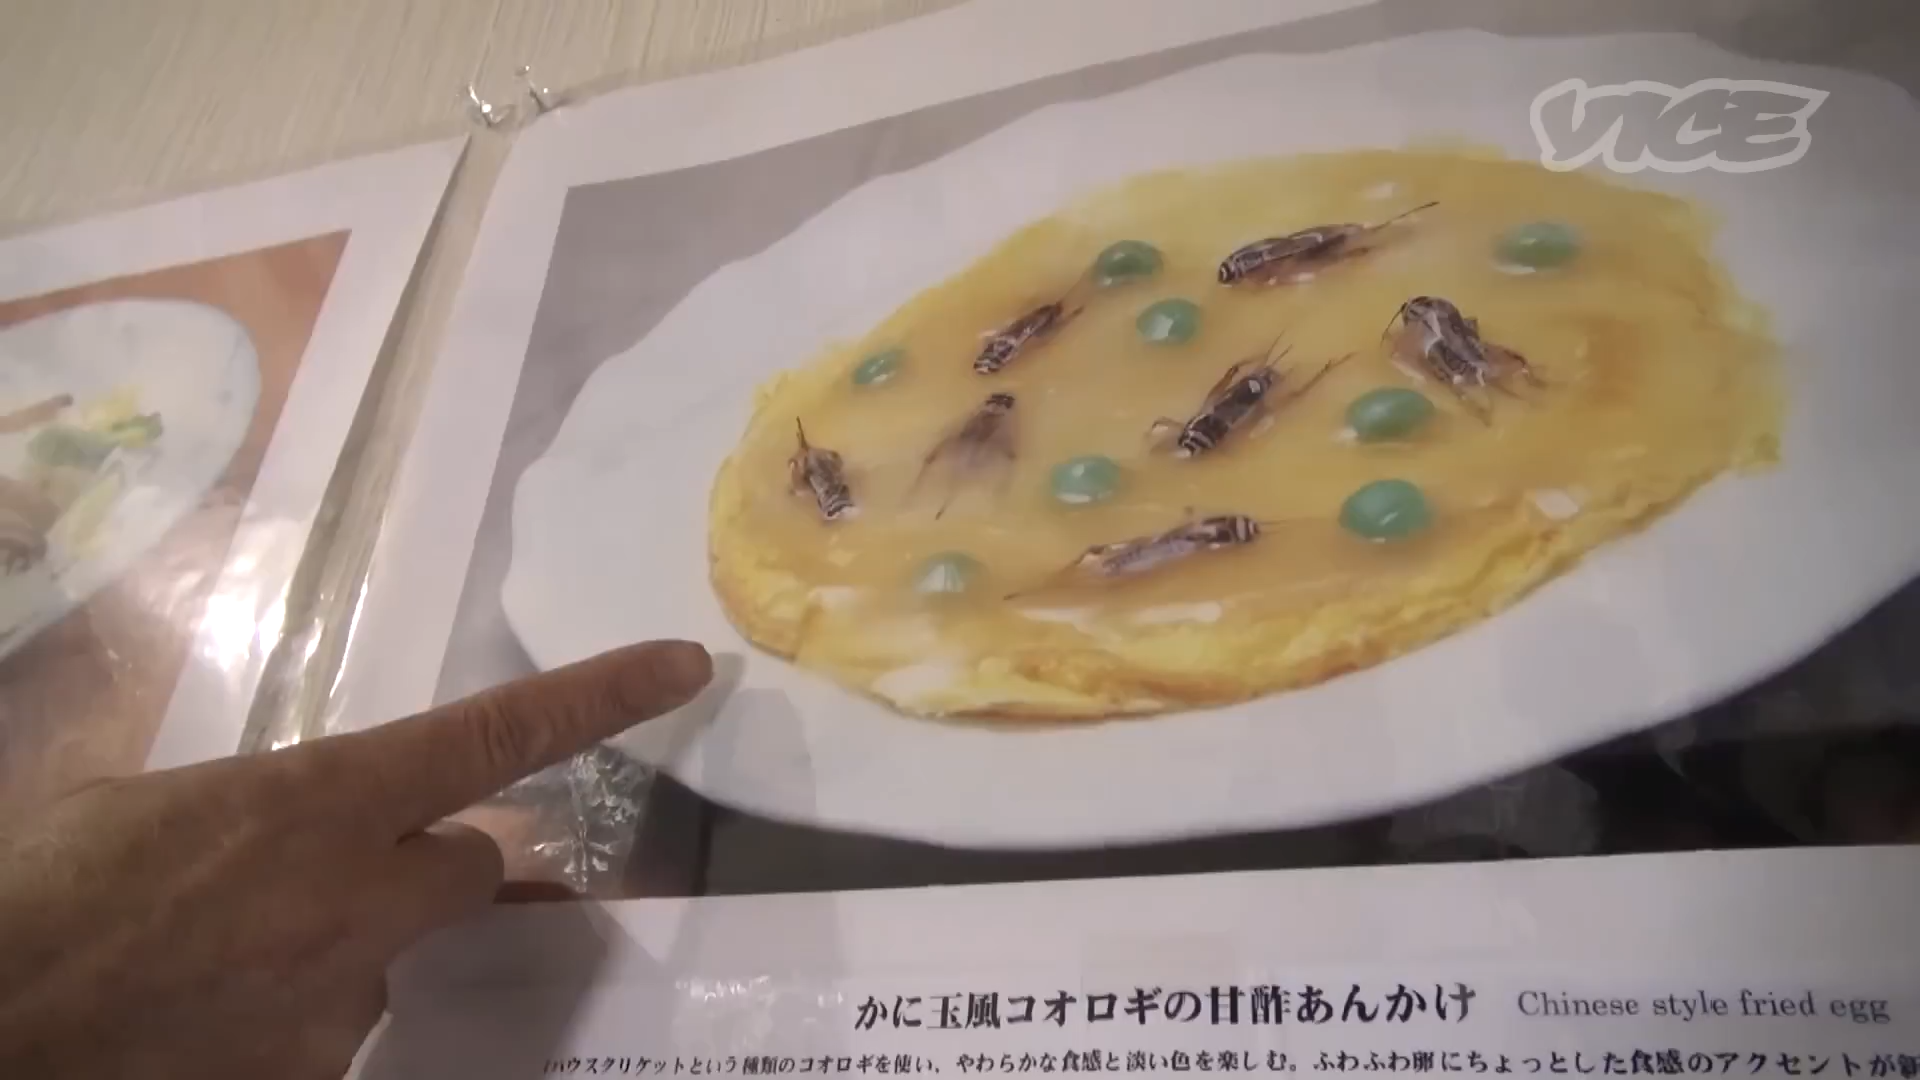 VICE
かに玉風コオロギの甘酢あんかけ Chinese style fried egg
ハウスクリケットという種類のコオロギを使い、やわらかな食感と淡い色を楽しむ。ふわふわ卵にちょっとした食感のアクセントが新